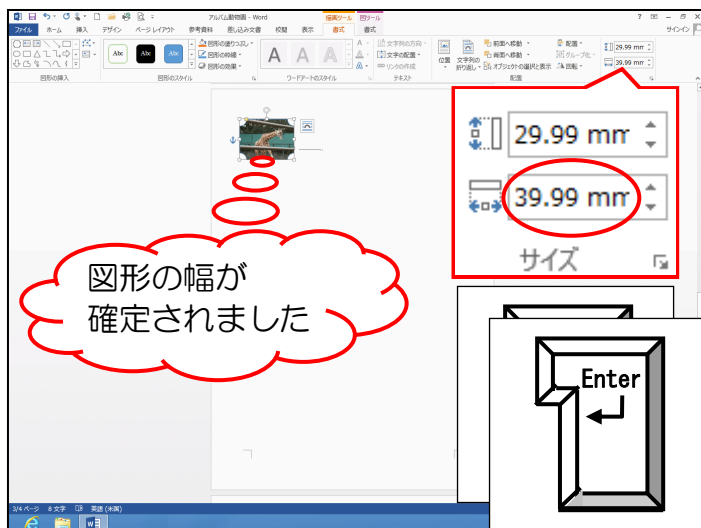 アルバム動物園 - Word
描画ツール
図ツール
サインイン
ファイル
ホーム
挿入
デザイン
ページ レイアウト
参考資料
差し込み文書
校閲
表示
書式
書式
Abc
Abc
Abc
図形の塗りつぶし
図形の枠線
図形の効果
A
A
A
文字列の方向
文字の配置
リンクの作成
位置
文字列の
折り返し
前面へ移動
背面へ移動
オブジェクトの選択と表示
配置
グループ化
回転
29.99 mm
39.99 mm
図形の挿入
図形のスタイル
ワードアートのスタイル
テキスト
配置
29.99 mm
39.99 mm
サイズ
図形の幅が
確定されました
Enter
3/4 ページ
8 文字
英語 (米国)